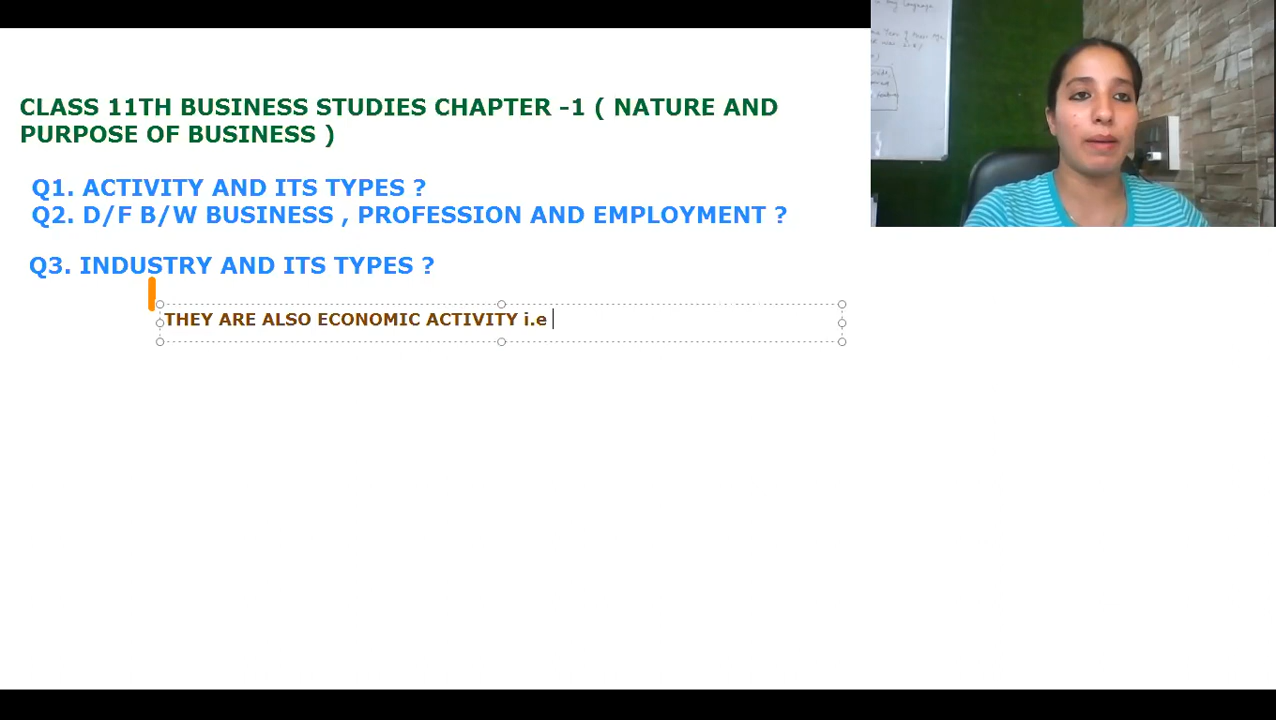 CLASS 11TH BUSINESS STUDIES CHAPTER -1 ( NATURE AND
PURPOSE OF BUSINESS )
Q1. ACTIVITY AND ITS TYPES ?
Q2. D/F B/W BUSINESS , PROFESSION AND EMPLOYMENT ?
Q3. INDUSTRY AND ITS TYPES ?
THEY ARE ALSO ECONOMIC ACTIVITY i.e